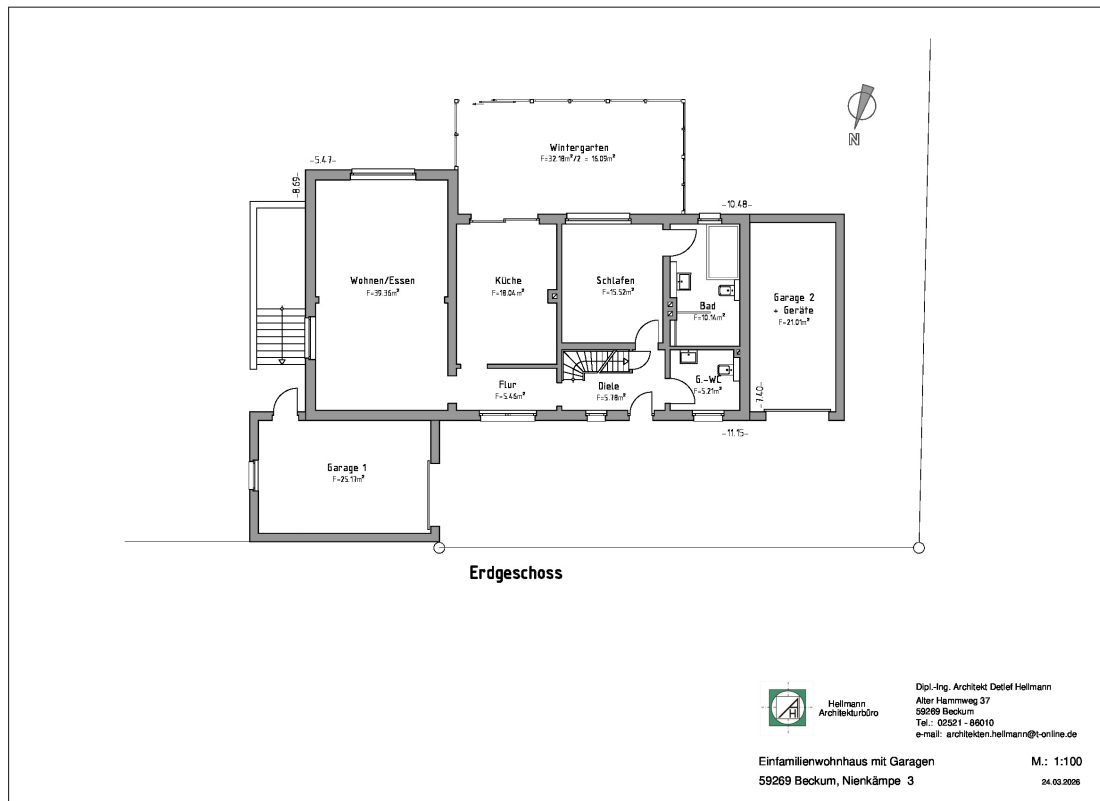 Wintergarten
F=32.18m²/2 = 16.09m²
N
-5.47-
-8.69-
-10.48-
Wohnen/Essen
F=39.36m²
Küche
F=18.04m²
Schlafen
F=15.52m²
Bad
F=10.14m²
Garage 2
+ Geräte
F=21.01m²
Flur
F=5.46m²
Diele
F=5.78m²
G.-WC
F=5.21m²
-7.40-
-11.15-
Garage 1
F=25.17m²
Erdgeschoss
AH
Hellmann
Architekturbüro
Dipl.-Ing. Architekt Detlef Hellmann
Alter Hammweg 37
59269 Beckum
Tel.: 02521 - 86010
e-mail: architekten.hellmann@t-online.de
Einfamilienwohnhaus mit Garagen M.: 1:100
59269 Beckum, Nienkämpe 3 24.03.2026